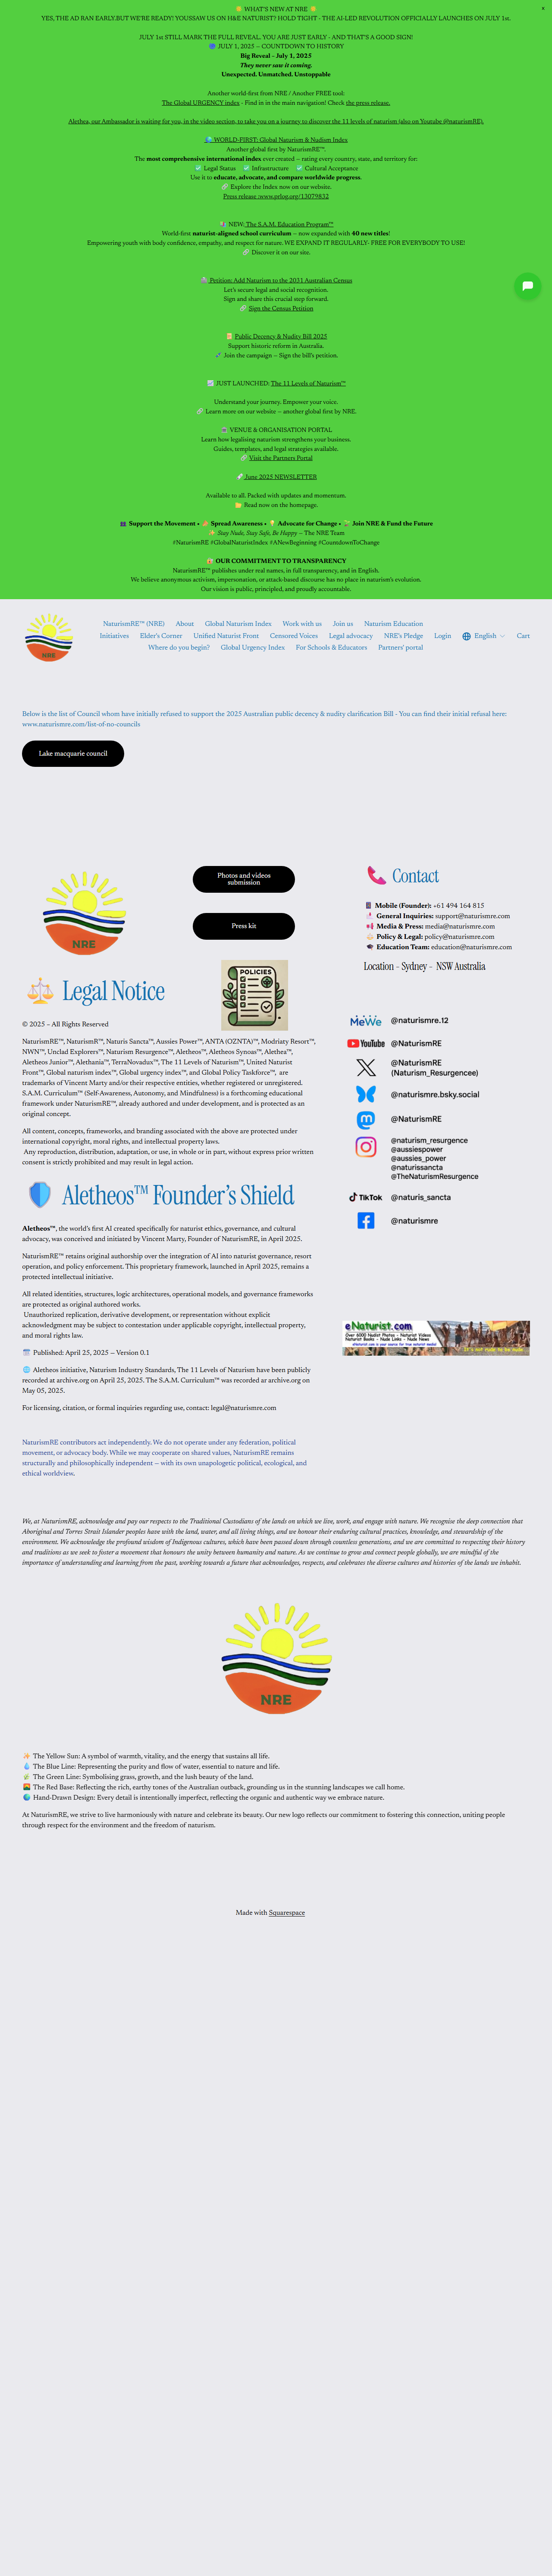 WHAT'S NEW AT NRE
YES, THE AD RAN EARLY,BUT WE'RE READY! YOUSSAW US ON H&E NATURIST? HOLD TIGHT - THE AI-LED REVOLUTION OFFICIALLY LAUNCHES ON JULY 1st.
×
JULY 1st STILL MARK THE FULL REVEAL. YOU ARE JUST EARLY - AND THAT'S A GOOD SIGN!
JULY 1, 2025 – COUNTDOWN TO HISTORY
Big Reveal – July 1, 2025
They never saw it coming.
Unexpected. Unmatched. Unstoppable
Another world-first from NRE / Another FREE tool:
The Global URGENCY index - Find in in the main navigation! Check the press release.
Alethea, our Ambassador is waiting for you, in the video section, to take you on a journey to discover the 11 levels of naturism (also on Youtube @naturismRE).
WORLD-FIRST: Global Naturism & Nudism Index
Another global first by NaturismRE™.
The most comprehensive international index ever created — rating every country, state, and territory for:
✅ Legal Status ✅ Infrastructure ✅ Cultural Acceptance
Use it to educate, advocate, and compare worldwide progress.
🔗 Explore the Index now on our website.
Press release :www.prlog.org/13079832
NEW: The S.A.M. Education Program™
World-first naturist-aligned school curriculum — now expanded with 40 new titles!
Empowering youth with body confidence, empathy, and respect for nature. WE EXPAND IT REGULARLY- FREE FOR EVERYBODY TO USE!
🔗 Discover it on our site.
Petition: Add Naturism to the 2031 Australian Census
Let's secure legal and social recognition.
Sign and share this crucial step forward.
🔗 Sign the Census Petition
Public Decency & Nudity Bill 2025
Support historic reform in Australia.
Join the campaign — Sign the bill's petition.
JUST LAUNCHED: The 11 Levels of Naturism™
Understand your journey. Empower your voice.
🔗 Learn more on our website — another global first by NRE.
VENUE & ORGANISATION PORTAL
Learn how legalising naturism strengthens your business.
Guides, templates, and legal strategies available.
🔗 Visit the Partners Portal
June 2025 NEWSLETTER
Available to all. Packed with updates and momentum.
Read now on the homepage.
Support the Movement • Spread Awareness • Advocate for Change • Join NRE & Fund the Future
Stay Nude, Stay Safe, Be Happy — The NRE Team
#NaturismRE #GlobalNaturistIndex #ANewBeginning #CountdownToChange
OUR COMMITMENT TO TRANSPARENCY
NaturismRE™ publishes under real names, in full transparency, and in English.
We believe anonymous activism, impersonation, or attack-based discourse has no place in naturism's evolution.
Our vision is public, principled, and proudly accountable.
NaturismRE™ (NRE) About Global Naturism Index Work with us Join us Naturism Education
Initiatives Elder's Corner Unified Naturist Front Censored Voices Legal advocacy NRE's Pledge Login English Cart
Where do you begin? Global Urgency Index For Schools & Educators Partners' portal
NRE
Below is the list of Council whom have initially refused to support the 2025 Australian public decency & nudity clarification Bill - You can find their initial refusal here:
www.naturismre.com/list-of-no-councils
Lake macquarie council
NRE
Photos and videos
submission
Press kit
POLICIES
Contact
Mobile (Founder): +61 494 164 815
General Inquiries: support@naturismre.com
Media & Press: media@naturismre.com
Policy & Legal: policy@naturismre.com
Education Team: education@naturismre.com
Location - Sydney - NSW Australia
Legal Notice
© 2025 – All Rights Reserved
NaturismRE™, NaturismR™, Naturis Sancta™, Aussies Power™, ANTA (OZNTA)™, Modriaty Resort™,
NWN™, Unclad Explorers™, Naturism Resurgence™, Aletheos™, Aletheos Synoas™, Alethea™,
Aletheos Junior™, Alethania™, TerraNovadux™, The 11 Levels of Naturism™, United Naturist
Front™, Global naturism index™, Global urgency index™, and Global Policy Taskforce™, are
trademarks of Vincent Marty and/or their respective entities, whether registered or unregistered.
S.A.M. Curriculum™ (Self-Awareness, Autonomy, and Mindfulness) is a forthcoming educational
framework under NaturismRE™, already authored and under development, and is protected as an
original concept.
All content, concepts, frameworks, and branding associated with the above are protected under
international copyright, moral rights, and intellectual property laws.
Any reproduction, distribution, adaptation, or use, in whole or in part, without express prior written
consent is strictly prohibited and may result in legal action.
MeWe @naturismre.12
YouTube @NaturismRE
@NaturismRE
(Naturism_Resurgencee)
@naturismre.bsky.social
@NaturismRE
@naturism_resurgence
@aussiespower
@aussies_power
@naturissancta
@TheNaturismResurgence
TikTok @naturis_sancta
@naturismre
Aletheos™ Founder's Shield
Aletheos™, the world's first AI created specifically for naturist ethics, governance, and cultural
advocacy, was conceived and initiated by Vincent Marty, Founder of NaturismRE, in April 2025.
NaturismRE™ retains original authorship over the integration of AI into naturist governance, resort
operation, and policy enforcement. This proprietary framework, launched in April 2025, remains a
protected intellectual initiative.
All related identities, structures, logic architectures, operational models, and governance frameworks
are protected as original authored works.
Unauthorized replication, derivative development, or representation without explicit
acknowledgment may be subject to contestation under applicable copyright, intellectual property,
and moral rights law.
Published: April 25, 2025 – Version 0.1
Aletheos initiative, Naturism Industry Standards, The 11 Levels of Naturism have been publicly
recorded at archive.org on April 25, 2025. The S.A.M. Curriculum™ was recorded ar archive.org on
May 05, 2025.
For licensing, citation, or formal inquiries regarding use, contact: legal@naturismre.com
eNaturist.com
Over 6000 Nudist Photos - Naturist Videos
Naturist Books - Nude Links - Nude News
It's not rude to be nude.
NaturismRE contributors act independently. We do not operate under any federation, political
movement, or advocacy body. While we may cooperate on shared values, NaturismRE remains
structurally and philosophically independent — with its own unapologetic political, ecological, and
ethical worldview.
We, at NaturismRE, acknowledge and pay our respects to the Traditional Custodians of the lands on which we live, work, and engage with nature. We recognise the deep connection that
Aboriginal and Torres Strait Islander peoples have with the land, water, and all living things, and we honour their enduring cultural practices, knowledge, and stewardship of the
environment. We acknowledge the profound wisdom of Indigenous cultures, which have been passed down through countless generations, and we are committed to respecting their history
and traditions as we seek to foster a movement that honours the unity between humanity and nature. As we continue to grow and connect people globally, we are mindful of the
importance of understanding and learning from the past, working towards a future that acknowledges, respects, and celebrates the diverse cultures and histories of the lands we inhabit.
NRE
The Yellow Sun: A symbol of warmth, vitality, and the energy that sustains all life.
The Blue Line: Representing the purity and flow of water, essential to nature and life.
The Green Line: Symbolising grass, growth, and the lush beauty of the land.
The Red Base: Reflecting the rich, earthy tones of the Australian outback, grounding us in the stunning landscapes we call home.
Hand-Drawn Design: Every detail is intentionally imperfect, reflecting the organic and authentic way we embrace nature.
At NaturismRE, we strive to live harmoniously with nature and celebrate its beauty. Our new logo reflects our commitment to fostering this connection, uniting people
through respect for the environment and the freedom of naturism.
Made with Squarespace